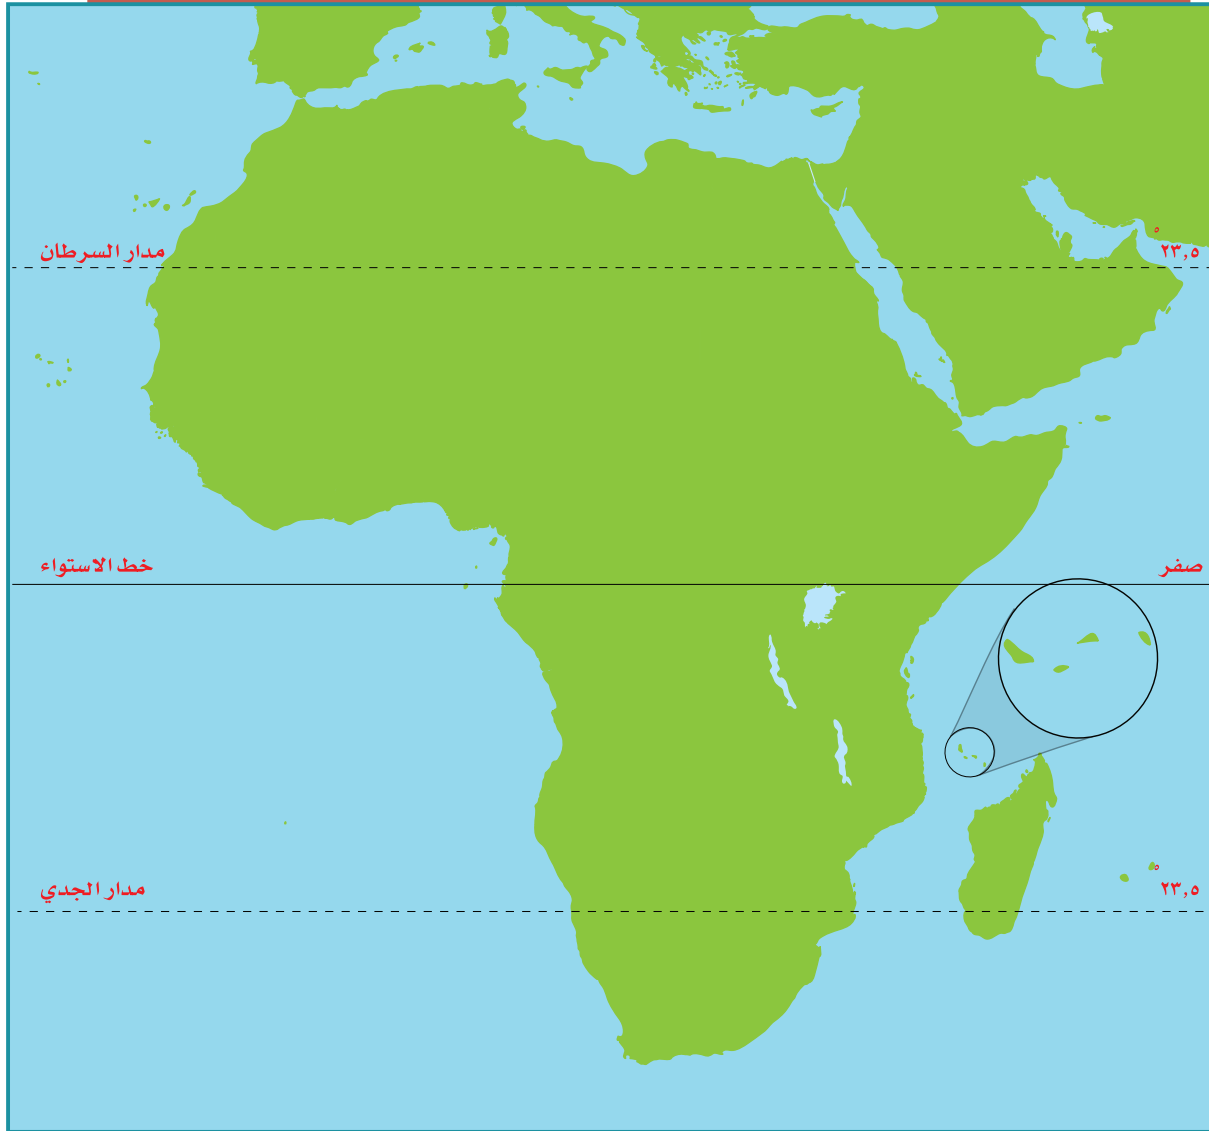 مدار السرطان
°٢٣,٥
خط الاستواء
صفر
مدار الجدي
°٢٣,٥